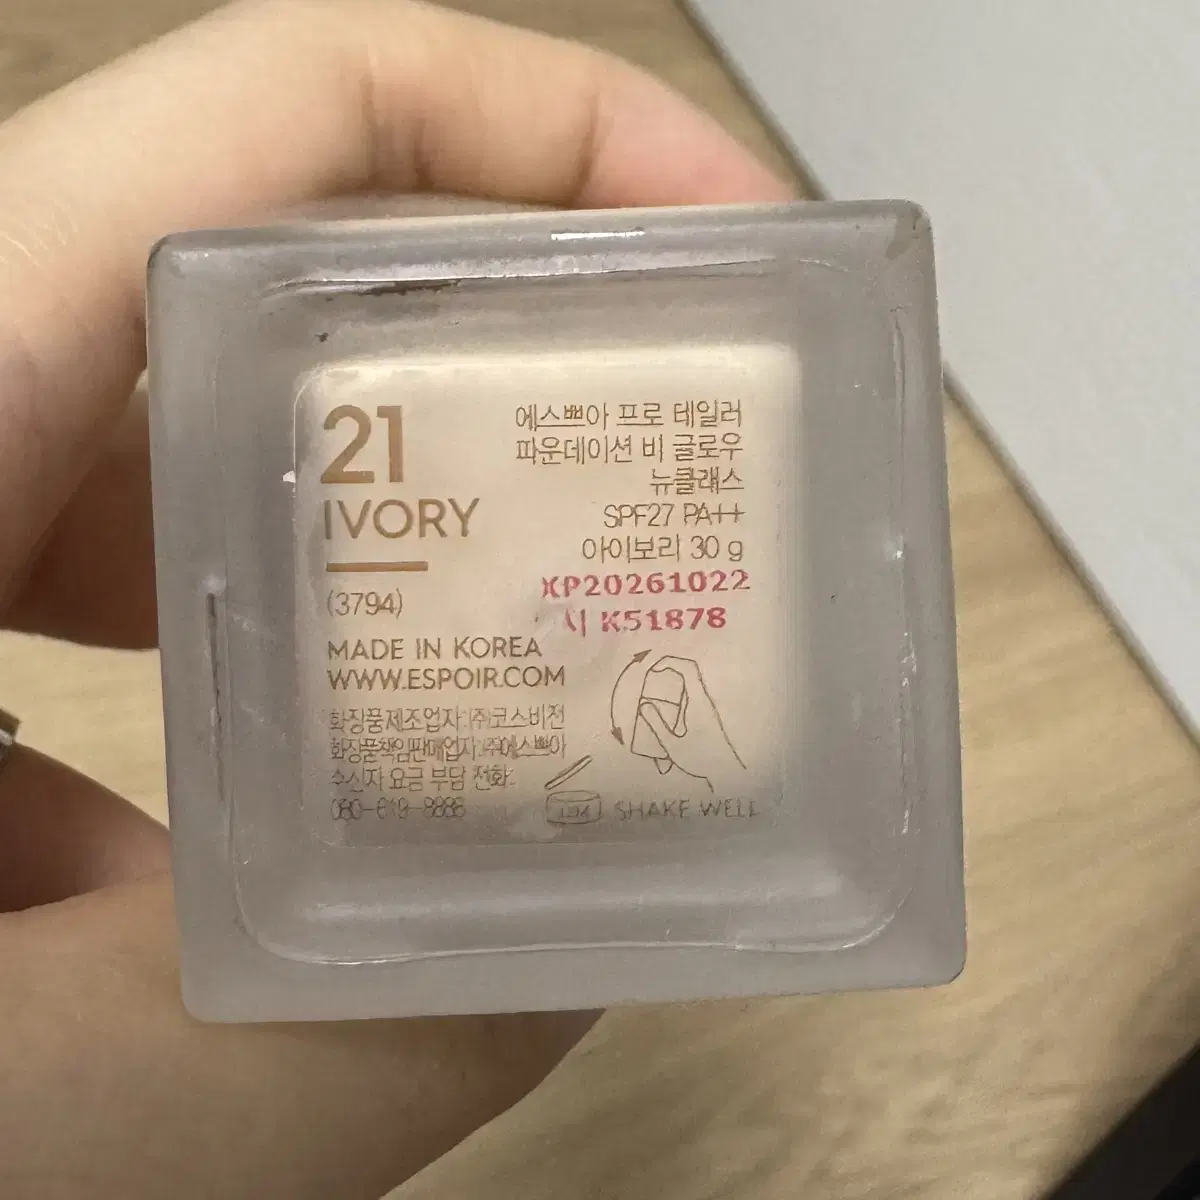 21
IVORY
(3794)
에스쁘아 프로 테일러
파운데이션 비 글로우
뉴클래스
SPF27 PA++
아이보리 30 g
XP20261022
K51878
MADE IN KOREA
WWW.ESPOIR.COM
화장품제조업자:(주)코스비전
화장품책임판매업자:(주)에스쁘아
수신자 요금 부담 전화:
SHAKE WELL